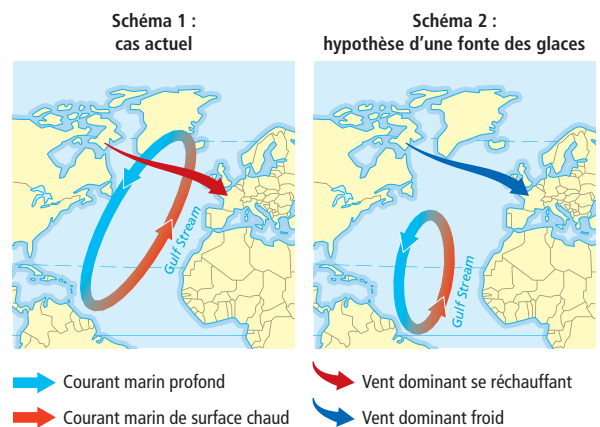 Schéma 1 :
cas actuel
Schéma 2 :
hypothèse d'une fonte des glaces
Gulf Stream
Gulf Stream
Courant marin profond
Courant marin de surface chaud
Vent dominant se réchauffant
Vent dominant froid